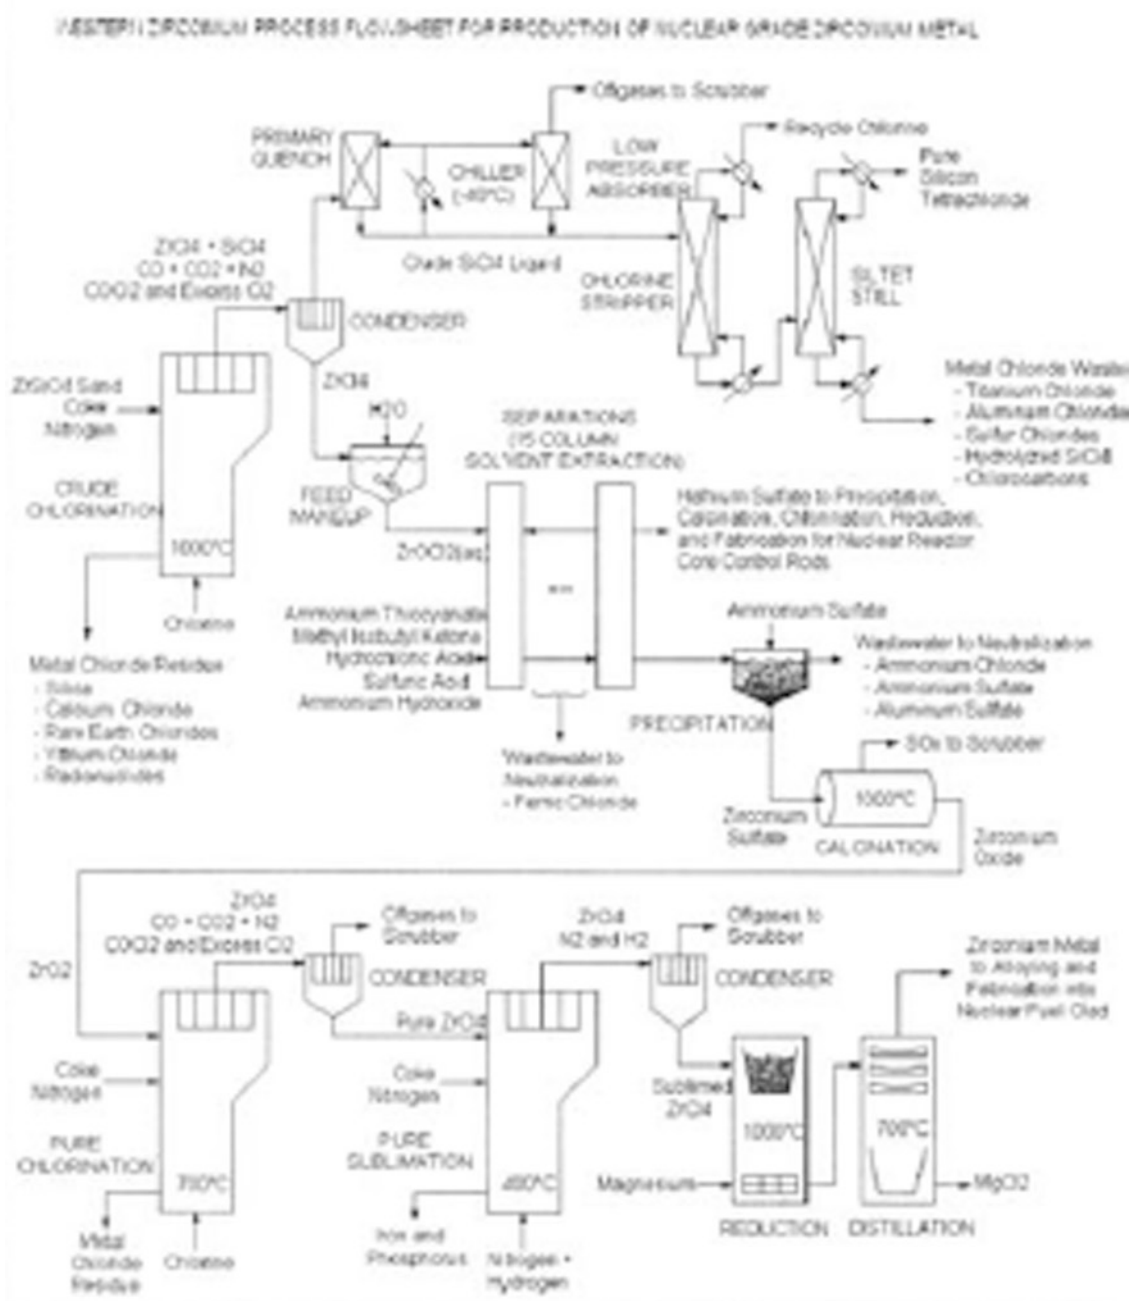 WESTERN ZIRCONIUM PROCESS FLOWSHEET FOR PRODUCTION OF NUCLEAR GRADE ZIRCONIUM METAL
Offgases to Scrubber
PRIMARY
QUENCH
CHILLER
(-40°C)
LOW
PRESSURE
ABSORBER
Recycle Chlorine
Pure
Silicon
Tetrachloride
ZrCl4 + SiCl4
CO + CO2 + N2
COCl2 and Excess Cl2
Crude SiCl4 Liquid
CHLORINE
STRIPPER
SILTET
STILL
CONDENSER
ZrCl4
ZrSiO4 Sand
Coke
Nitrogen
H2O
SEPARATIONS
(15 COLUMN
SOLVENT EXTRACTION)
Metal Chloride Wastes
- Titanium Chloride
- Aluminum Chloride
- Sulfur Chlorides
- Hydrolyzed SiCl4
- Chlorocarbons
CRUDE
CHLORINATION
FEED
MAKEUP
1000°C
ZrOCl2(aq)
Hafnium Sulfate to Precipitation,
Calcination, Chlorination, Reduction,
and Fabrication for Nuclear Reactor
Core Control Rods
Chlorine
Ammonium Thiocyanate
Methyl Isobutyl Ketone
Hydrochloric Acid
Sulfuric Acid
Ammonium Hydroxide
Ammonium Sulfate
Wastewater to Neutralization
- Ammonium Chloride
- Ammonium Sulfate
- Aluminum Sulfate
Metal Chloride Residue
- Silica
- Calcium Chloride
- Rare Earth Chlorides
- Yttrium Chloride
- Radionuclides
PRECIPITATION
SOx to Scrubber
Wastewater to
Neutralization
- Ferric Chloride
1000°C
Zirconium
Sulfate
CALCINATION
Zirconium
Oxide
ZrCl4
CO + CO2 + N2
COCl2 and Excess Cl2
Offgases to
Scrubber
ZrCl4
N2 and H2
Offgases to
Scrubber
Zirconium Metal
to Alloying and
Fabrication into
Nuclear Fuel Clad
ZrO2
CONDENSER
CONDENSER
Pure ZrCl4
Coke
Nitrogen
Coke
Nitrogen
Sublimed
ZrCl4
1000°C
700°C
PURE
CHLORINATION
PURE
SUBLIMATION
Magnesium
MgCl2
REDUCTION
DISTILLATION
Metal
Chloride
Residue
Chlorine
Iron and
Phosphorus
Nitrogen +
Hydrogen